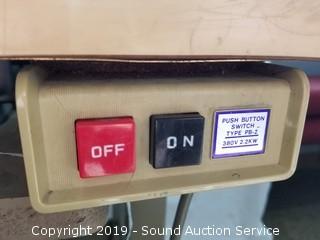 OFF
ON
PUSH BUTTON
SWITCH
TYPE PB-2
380V 2.2KW
Copyright 2019 - Sound Auction Service